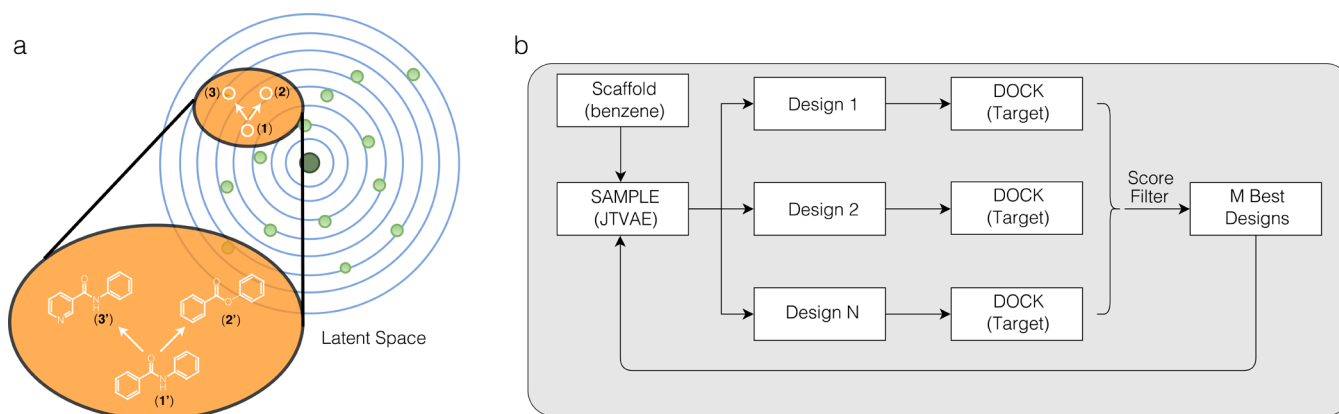 a
(3)
(2)
(1)
O
N
H
N
(3')
O
O
(2')
O
N
H
(1')
Latent Space
b
Scaffold
(benzene)
SAMPLE
(JTVAE)
Design 1
Design 2
Design N
DOCK
(Target)
DOCK
(Target)
DOCK
(Target)
Score
Filter
M Best
Designs